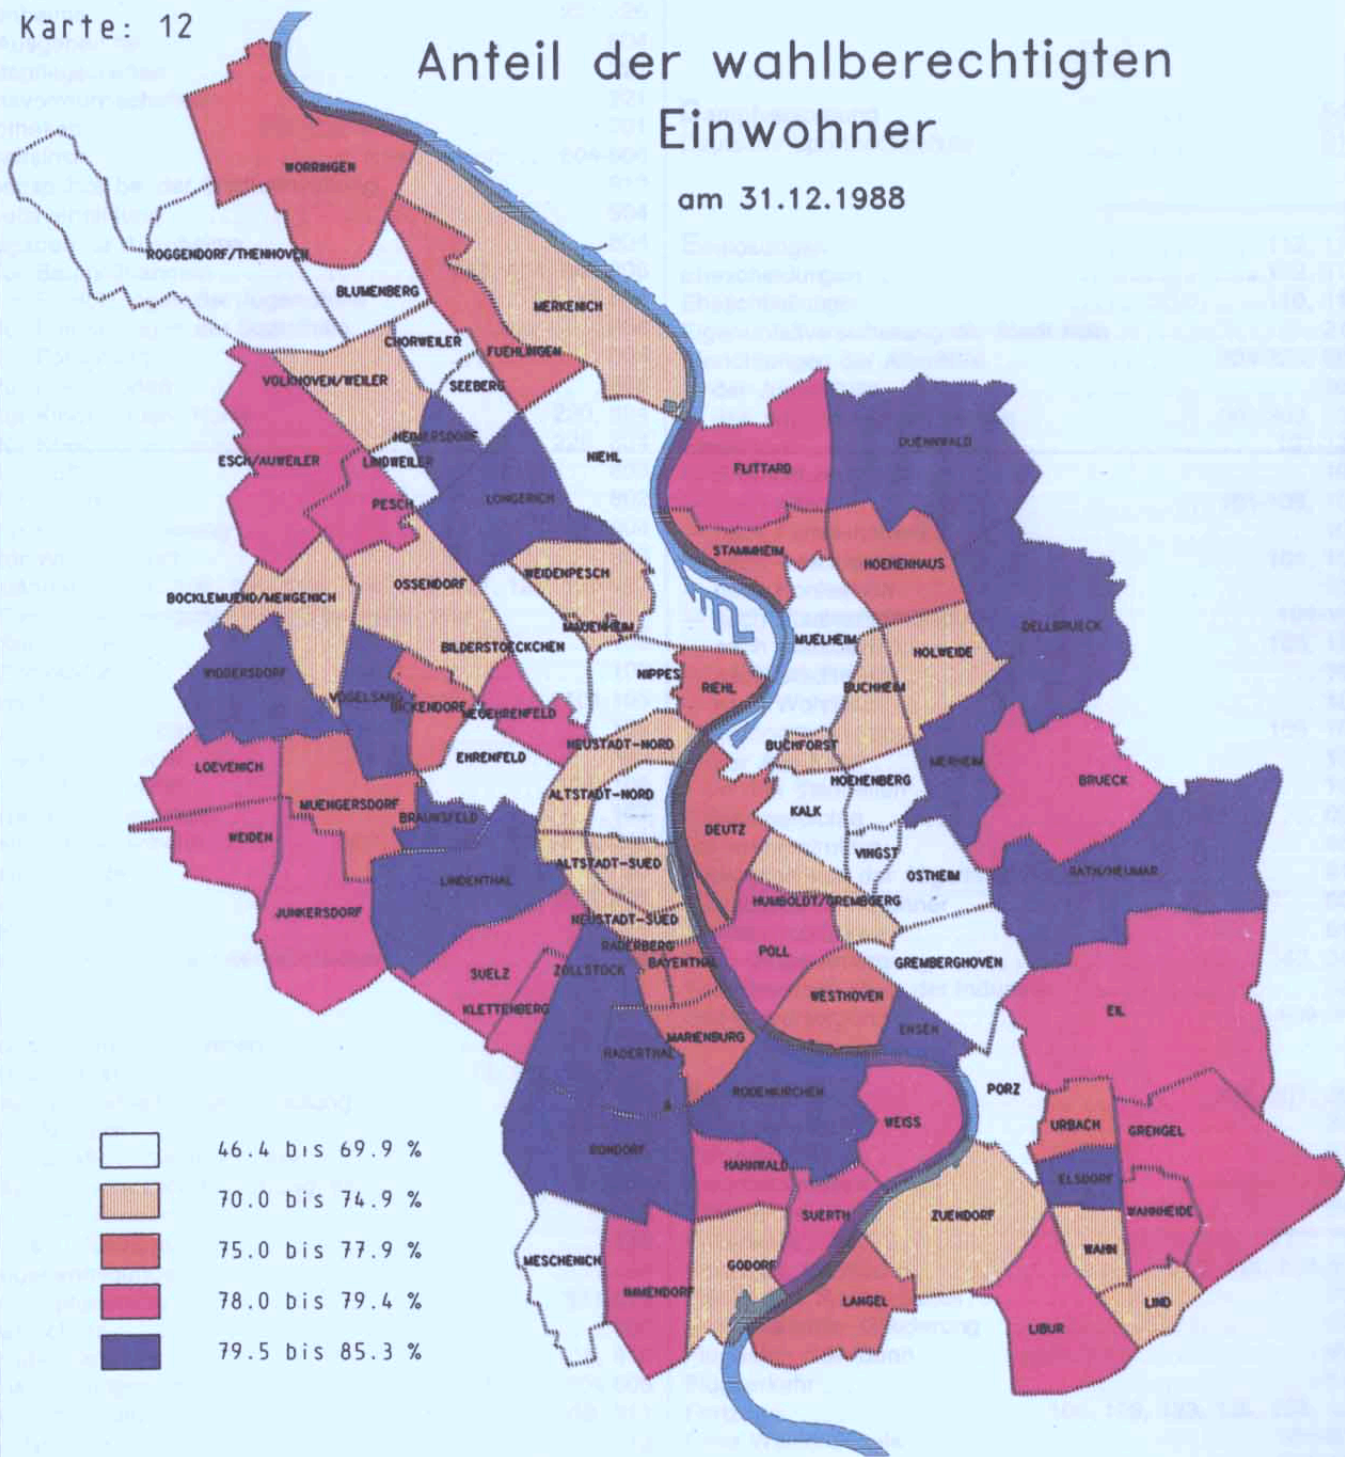 Karte: 12
Anteil der wahlberechtigten
Einwohner
am 31.12.1988
WORRINGEN
ROGGENDORF/THENHOVEN
BLUMENBERG
MERKENICH
CHORWEILER
FUEHLINGEN
VOLKHOVEN/WEILER
SEEBERG
HEIMERSDORF
DUENNWALD
NIEHL
ESCH/AUWEILER
LINDWEILER
FLITTARD
LONGERICH
PESCH
STAMMHEIM
HOEHENHAUS
WEIDENPESCH
OSSENDORF
BOCKLEMUEND/MENGENICH
MAUENHEIM
DELLBRUECK
MUELHEIM
BILDERSTOECKCHEN
HOLWEIDE
WIDDERSDORF
NIPPES
RIEHL
BUCHHEIM
VOGELSANG
BICKENDORF
NEUEHRENFELD
NEUSTADT-NORD
BUCHFORST
EHRENFELD
LOEVENICH
MERHEIM
HOEHENBERG
BRUECK
ALTSTADT-NORD
MUENGERSDORF
KALK
BRAUNSFELD
DEUTZ
WEIDEN
VINGST
ALTSTADT-SUED
OSTHEIM
RATH/HEUMAR
LINDENTHAL
HUMBOLDT/GREMBGERG
JUNKERSDORF
NEUSTADT-SUED
RADERBERG
POLL
BAYENTHAL
GREMBERGHOVEN
SUELZ
ZOLLSTOCK
WESTHOVEN
KLETTENBERG
EIL
ENSEN
MARIENBURG
RADERTHAL
PORZ
RODENKIRCHEN
WEISS
URBACH
GRENGEL
RONDORF
HAHNWALD
ELSDORF
SUERTH
ZUENDORF
WAHNHEIDE
WAHN
MESCHENICH
GODORF
IMMENDORF
LANGEL
LIND
LIBUR
46.4 bis 69.9 %
70.0 bis 74.9 %
75.0 bis 77.9 %
78.0 bis 79.4 %
79.5 bis 85.3 %